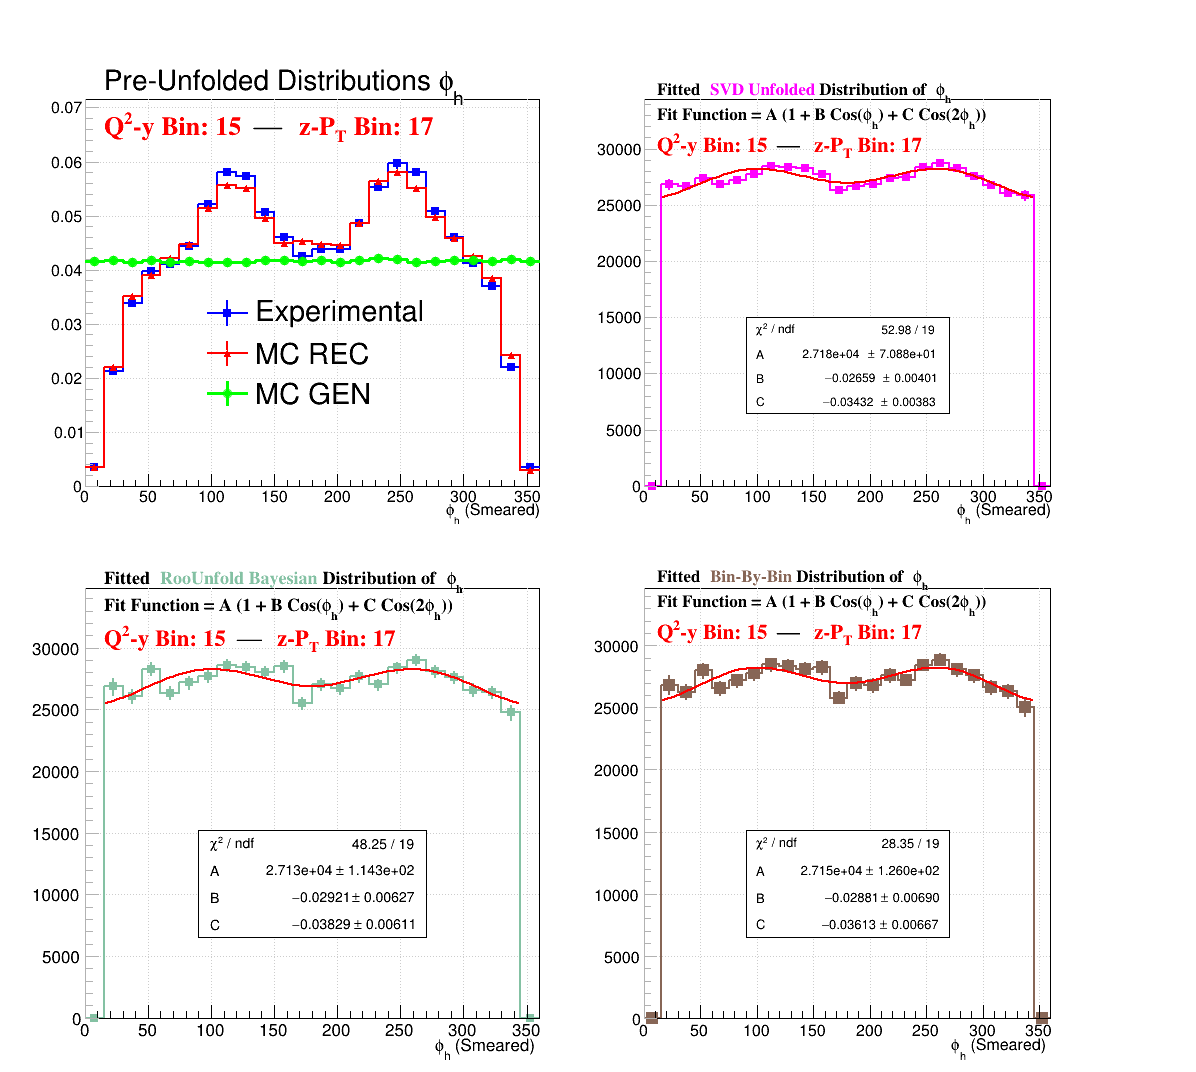 Pre-Unfolded Distributions ϕh
Q2-y Bin: 15 — z-PT Bin: 17
0.07
0.06
0.05
0.04
0.03
0.02
0.01
0
Experimental
MC REC
MC GEN
0 50 100 150 200 250 300 350
ϕh (Smeared)
Fitted SVD Unfolded Distribution of ϕh
Fit Function = A (1 + B Cos(ϕh) + C Cos(2ϕh))
Q2-y Bin: 15 — z-PT Bin: 17
30000
25000
20000
15000
10000
5000
0
χ2 / ndf 52.98 / 19
A 2.718e+04 ± 7.088e+01
B −0.02659 ± 0.00401
C −0.03432 ± 0.00383
0 50 100 150 200 250 300 350
ϕh (Smeared)
Fitted RooUnfold Bayesian Distribution of ϕh
Fit Function = A (1 + B Cos(ϕh) + C Cos(2ϕh))
Q2-y Bin: 15 — z-PT Bin: 17
30000
25000
20000
15000
10000
5000
0
χ2 / ndf 48.25 / 19
A 2.713e+04 ± 1.143e+02
B −0.02921 ± 0.00627
C −0.03829 ± 0.00611
0 50 100 150 200 250 300 350
ϕh (Smeared)
Fitted Bin-By-Bin Distribution of ϕh
Fit Function = A (1 + B Cos(ϕh) + C Cos(2ϕh))
Q2-y Bin: 15 — z-PT Bin: 17
30000
25000
20000
15000
10000
5000
0
χ2 / ndf 28.35 / 19
A 2.715e+04 ± 1.260e+02
B −0.02881 ± 0.00690
C −0.03613 ± 0.00667
0 50 100 150 200 250 300 350
ϕh (Smeared)